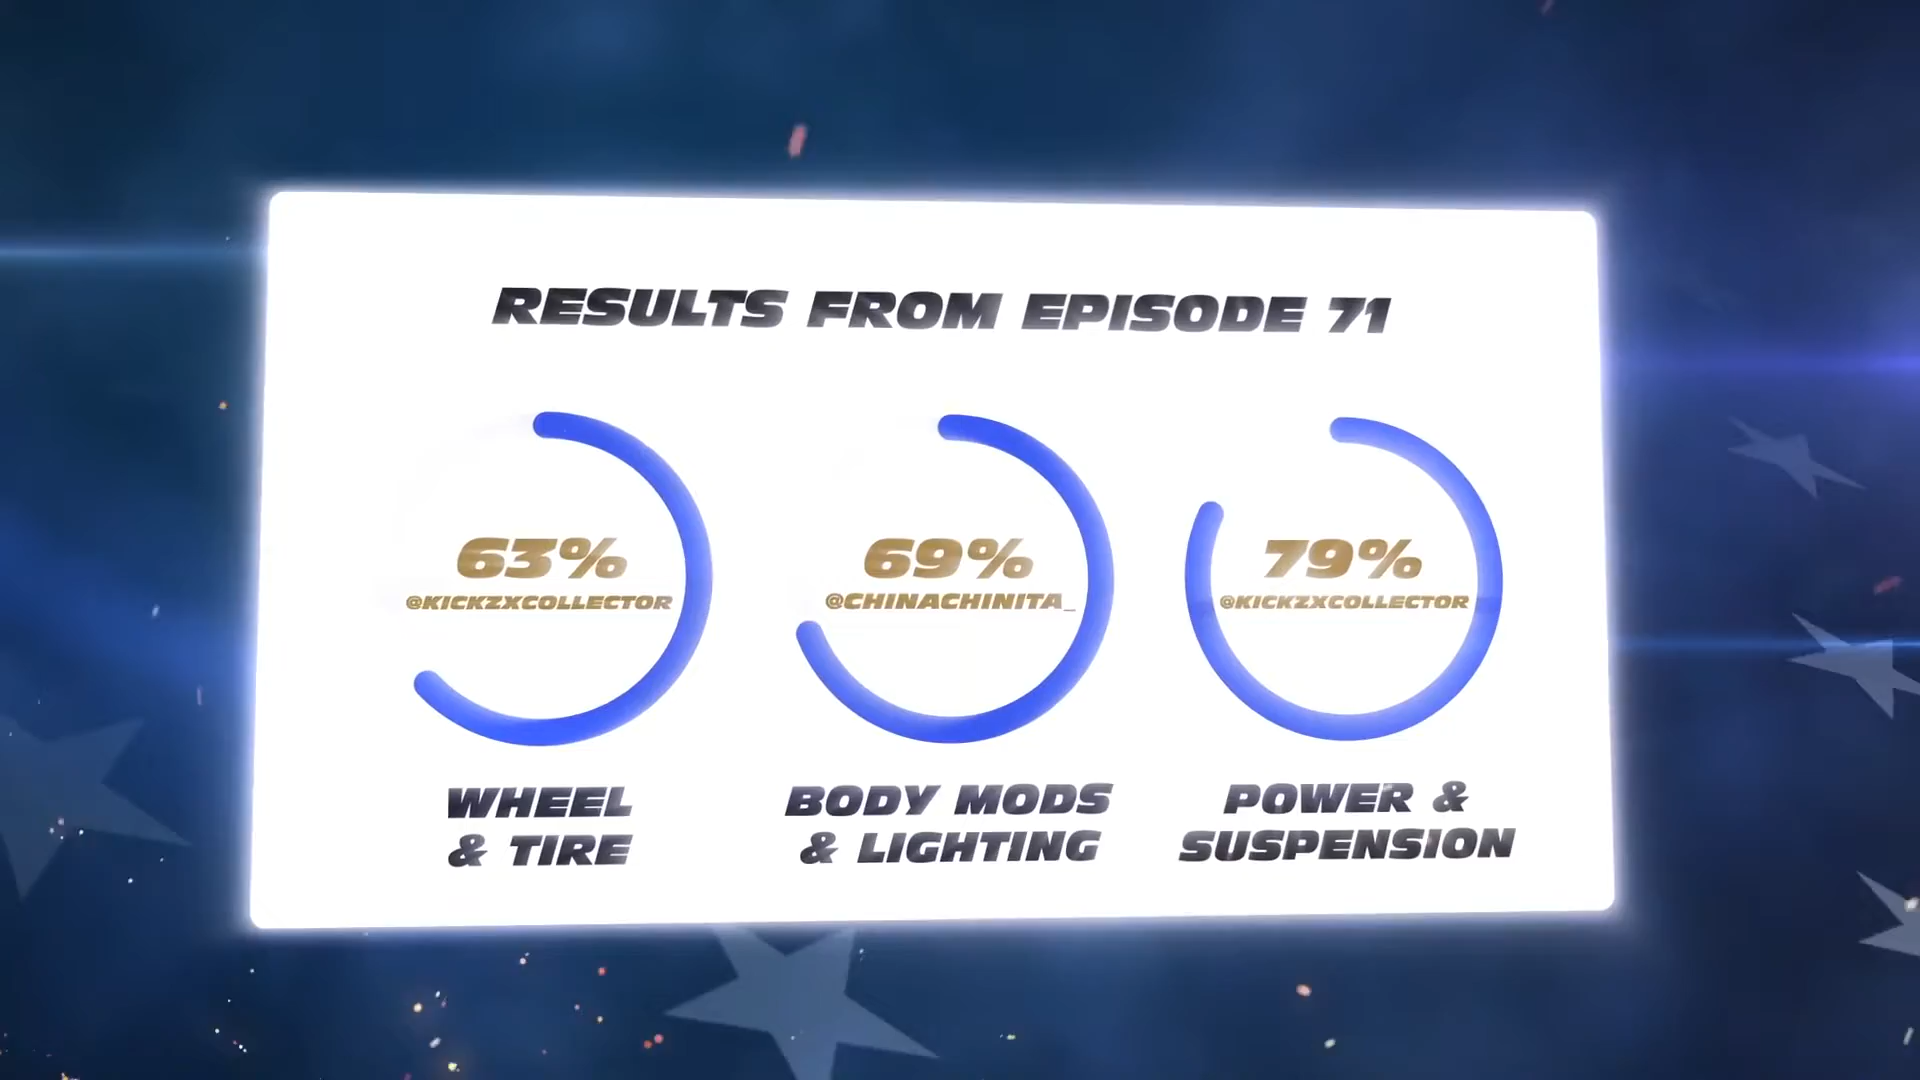 RESULTS FROM EPISODE 71
63%
@KICKZXCOLLECTOR
WHEEL
& TIRE
69%
@CHINACHINITA_
BODY MODS
& LIGHTING
79%
@KICKZXCOLLECTOR
POWER &
SUSPENSION